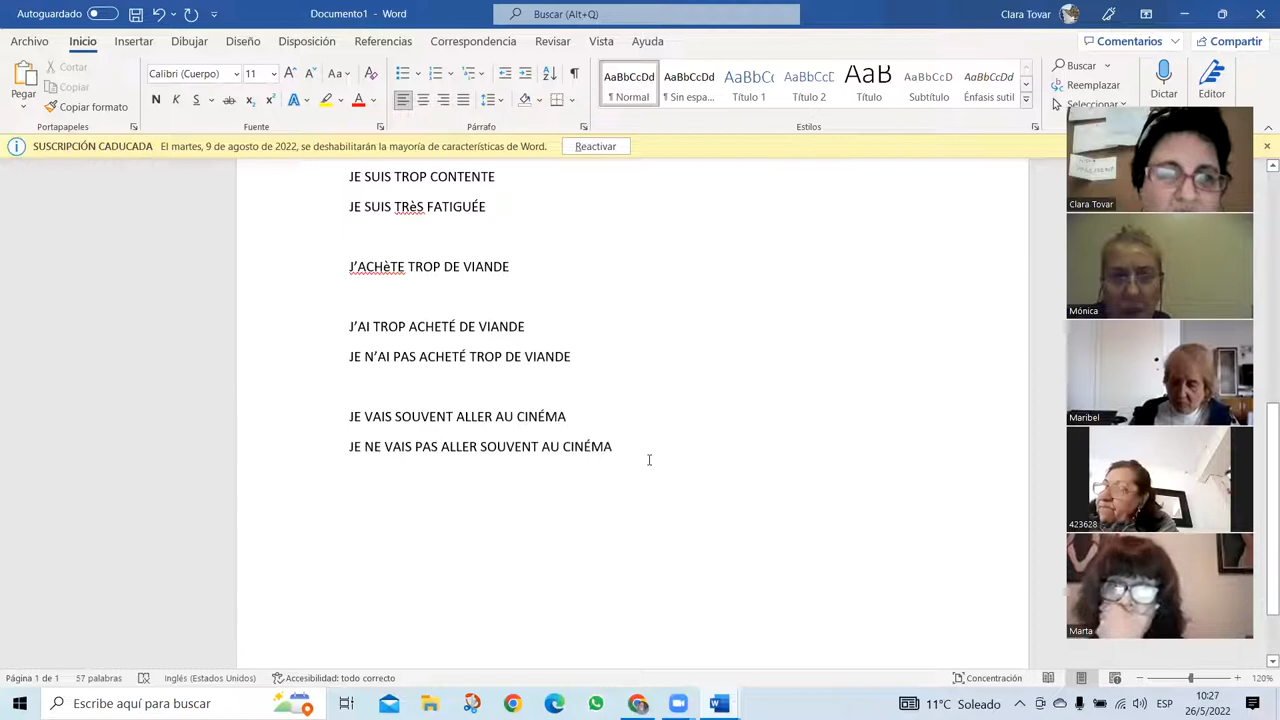 Autoguardado
Documento1 - Word
Buscar (Alt+Q)
Clara Tovar
Archivo Inicio Insertar Dibujar Diseño Disposición Referencias Correspondencia Revisar Vista Ayuda
Comentarios Compartir
Pegar
Cortar
Copiar
Copiar formato
Portapapeles
Calibri (Cuerpo) 11
Fuente
Párrafo
AaBbCcDd ¶ Normal
AaBbCcDd ¶ Sin espa...
AaBbCc Título 1
AaBbCcD Título 2
AaB Título
AaBbCcD Subtítulo
AaBbCcDd Énfasis sutil
Estilos
Buscar
Reemplazar
Seleccionar
Dictar
Editor
SUSCRIPCIÓN CADUCADA El martes, 9 de agosto de 2022, se deshabilitarán la mayoría de características de Word. Reactivar
JE SUIS TROP CONTENTE
JE SUIS TRèS FATIGUÉE
J'ACHèTE TROP DE VIANDE
J'AI TROP ACHETÉ DE VIANDE
JE N'AI PAS ACHETÉ TROP DE VIANDE
JE VAIS SOUVENT ALLER AU CINÉMA
JE NE VAIS PAS ALLER SOUVENT AU CINÉMA
Clara Tovar
Mónica
Maribel
423628
Marta
Página 1 de 1 57 palabras Inglés (Estados Unidos) Accesibilidad: todo correcto
Concentración
120%
Escribe aquí para buscar
11°C Soleado
ESP
10:27
26/5/2022